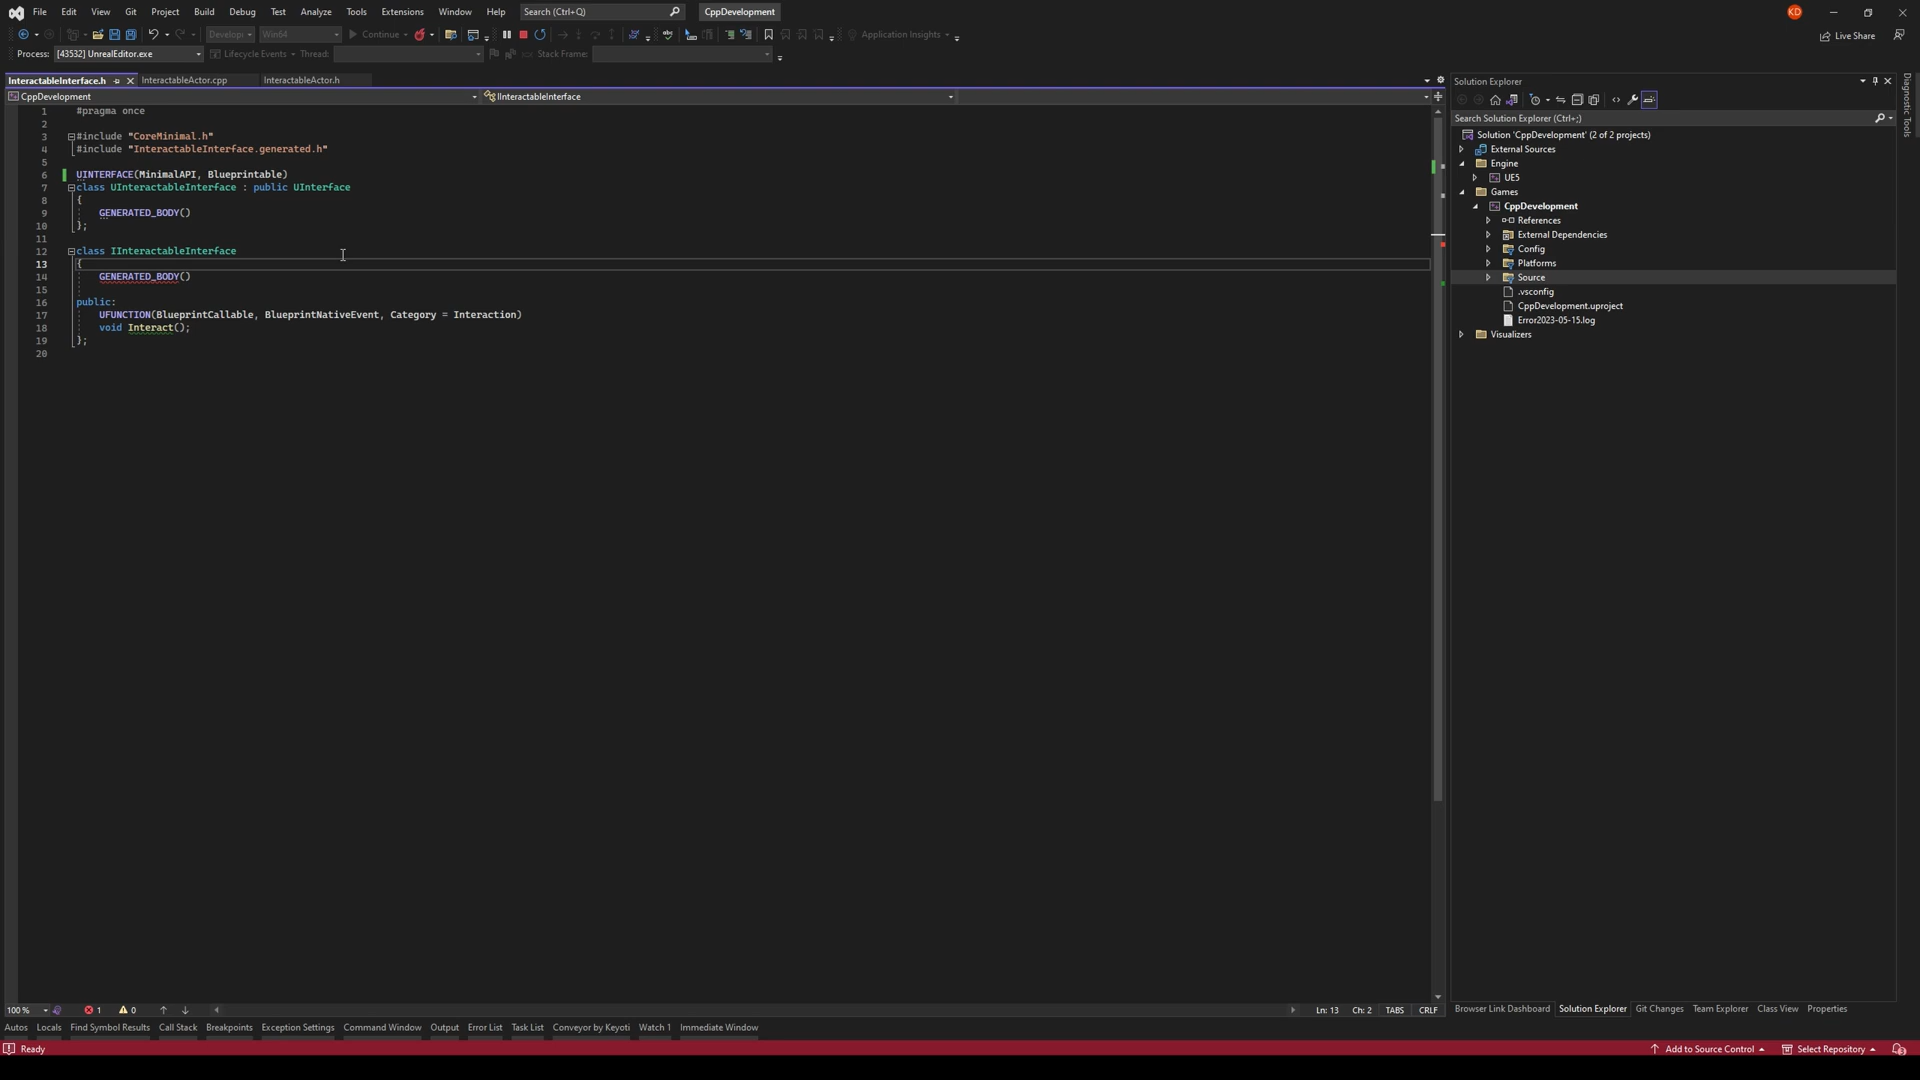 File Edit View Git Project Build Debug Test Analyze Tools Extensions Window Help Search (Ctrl+Q) CppDevelopment KD
Develop Win64 Continue Application Insights Live Share
Process: [43532] UnrealEditor.exe Lifecycle Events Thread: Stack Frame:
InteractableInterface.h InteractableActor.cpp InteractableActor.h
CppDevelopment IInteractableInterface
1 #pragma once
2
3 #include "CoreMinimal.h"
4 #include "InteractableInterface.generated.h"
5
6 UINTERFACE(MinimalAPI, Blueprintable)
7 class UInteractableInterface : public UInterface
8 {
9 GENERATED_BODY()
10 };
11
12 class IInteractableInterface
13 {
14 GENERATED_BODY()
15
16 public:
17 UFUNCTION(BlueprintCallable, BlueprintNativeEvent, Category = Interaction)
18 void Interact();
19 };
20
Solution Explorer
Search Solution Explorer (Ctrl+;)
Solution 'CppDevelopment' (2 of 2 projects)
External Sources
Engine
UE5
Games
CppDevelopment
References
External Dependencies
Config
Platforms
Source
.vsconfig
CppDevelopment.uproject
Error2023-05-15.log
Visualizers
Diagnostic Tools
100 % 1 0 Ln: 13 Ch: 2 TABS CRLF
Browser Link Dashboard Solution Explorer Git Changes Team Explorer Class View Properties
Autos Locals Find Symbol Results Call Stack Breakpoints Exception Settings Command Window Output Error List Task List Conveyor by Keyoti Watch 1 Immediate Window
Ready Add to Source Control Select Repository